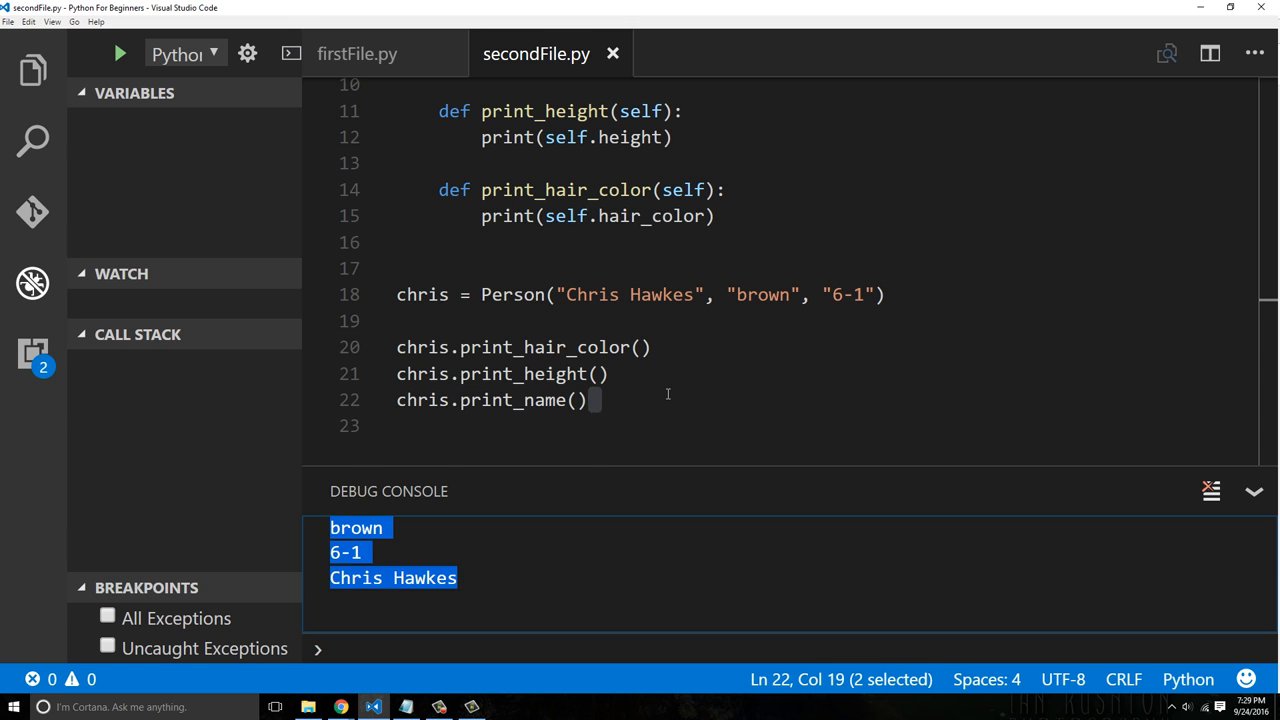 secondFile.py - Python For Beginners - Visual Studio Code
File Edit View Go Help
Pythor
firstFile.py
secondFile.py
VARIABLES
WATCH
CALL STACK
2
BREAKPOINTS
All Exceptions
Uncaught Exceptions
10
11 def print_height(self):
12 print(self.height)
13
14 def print_hair_color(self):
15 print(self.hair_color)
16
17
18 chris = Person("Chris Hawkes", "brown", "6-1")
19
20 chris.print_hair_color()
21 chris.print_height()
22 chris.print_name()
23
DEBUG CONSOLE
brown
6-1
Chris Hawkes
0 0 Ln 22, Col 19 (2 selected) Spaces: 4 UTF-8 CRLF Python
I'm Cortana. Ask me anything.
7:29 PM
9/24/2016